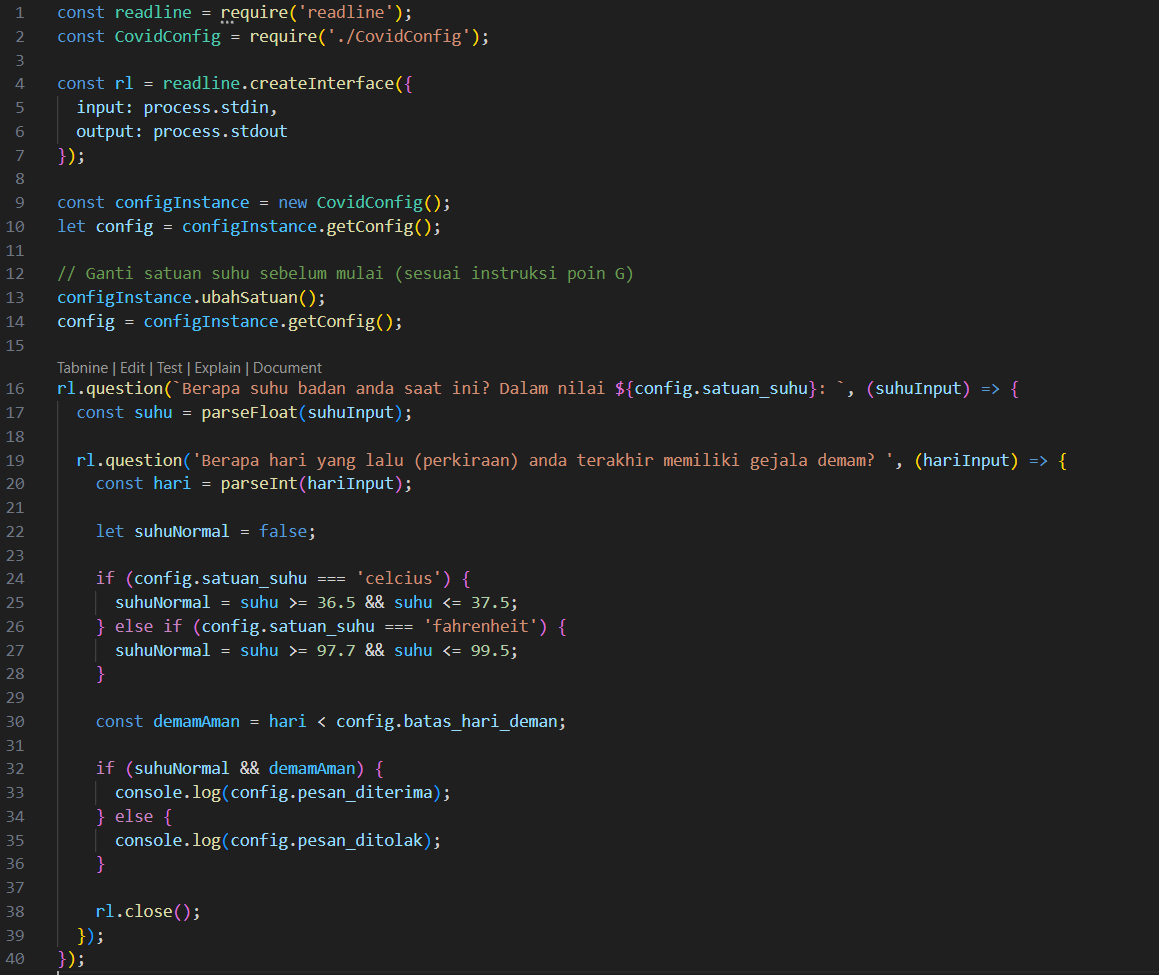 1 const readline = require('readline');
2 const CovidConfig = require('./CovidConfig');
3
4 const rl = readline.createInterface({
5   input: process.stdin,
6   output: process.stdout
7 });
8
9 const configInstance = new CovidConfig();
10 let config = configInstance.getConfig();
11
12 // Ganti satuan suhu sebelum mulai (sesuai instruksi poin G)
13 configInstance.ubahSatuan();
14 config = configInstance.getConfig();
15
Tabnine | Edit | Test | Explain | Document
16 rl.question(`Berapa suhu badan anda saat ini? Dalam nilai ${config.satuan_suhu}: `, (suhuInput) => {
17   const suhu = parseFloat(suhuInput);
18
19   rl.question('Berapa hari yang lalu (perkiraan) anda terakhir memiliki gejala demam? ', (hariInput) => {
20     const hari = parseInt(hariInput);
21
22     let suhuNormal = false;
23
24     if (config.satuan_suhu === 'celcius') {
25       suhuNormal = suhu >= 36.5 && suhu <= 37.5;
26     } else if (config.satuan_suhu === 'fahrenheit') {
27       suhuNormal = suhu >= 97.7 && suhu <= 99.5;
28     }
29
30     const demamAman = hari < config.batas_hari_deman;
31
32     if (suhuNormal && demamAman) {
33       console.log(config.pesan_diterima);
34     } else {
35       console.log(config.pesan_ditolak);
36     }
37
38     rl.close();
39   });
40 });